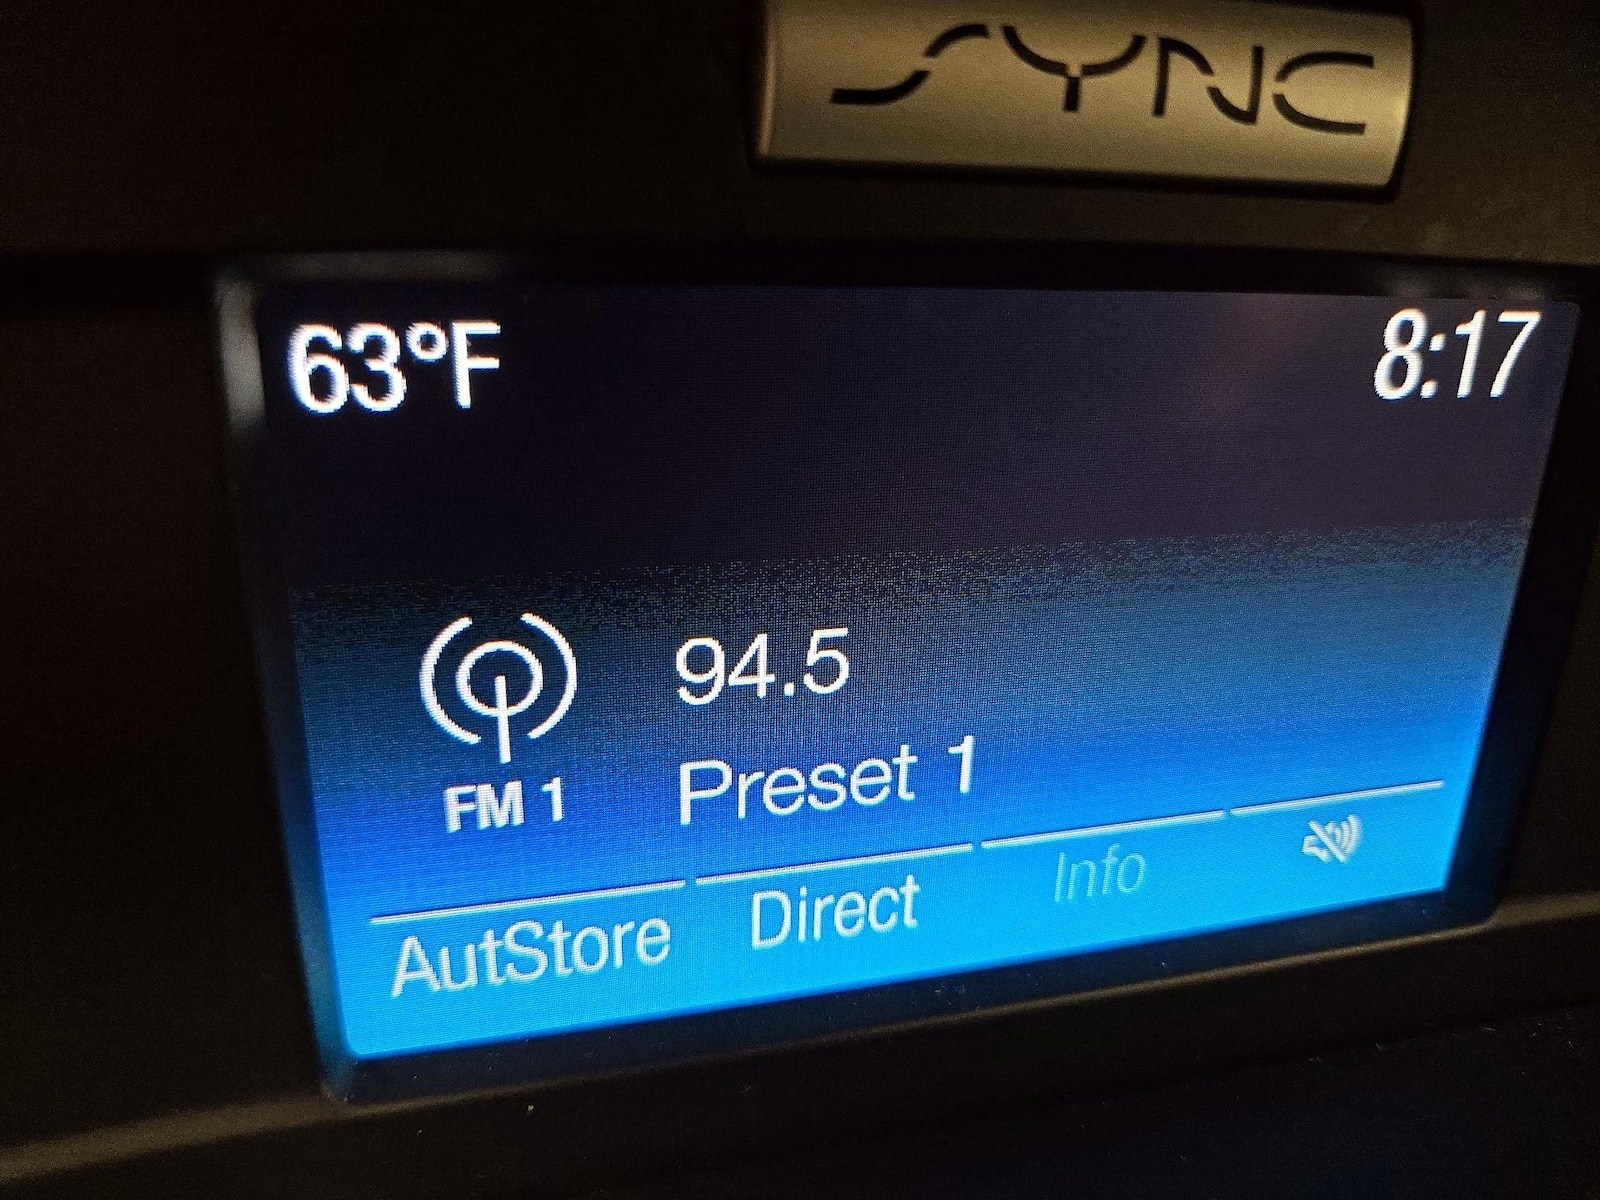 SYNC
63°F 8:17
94.5
Preset 1
FM 1
AutStore Direct Info